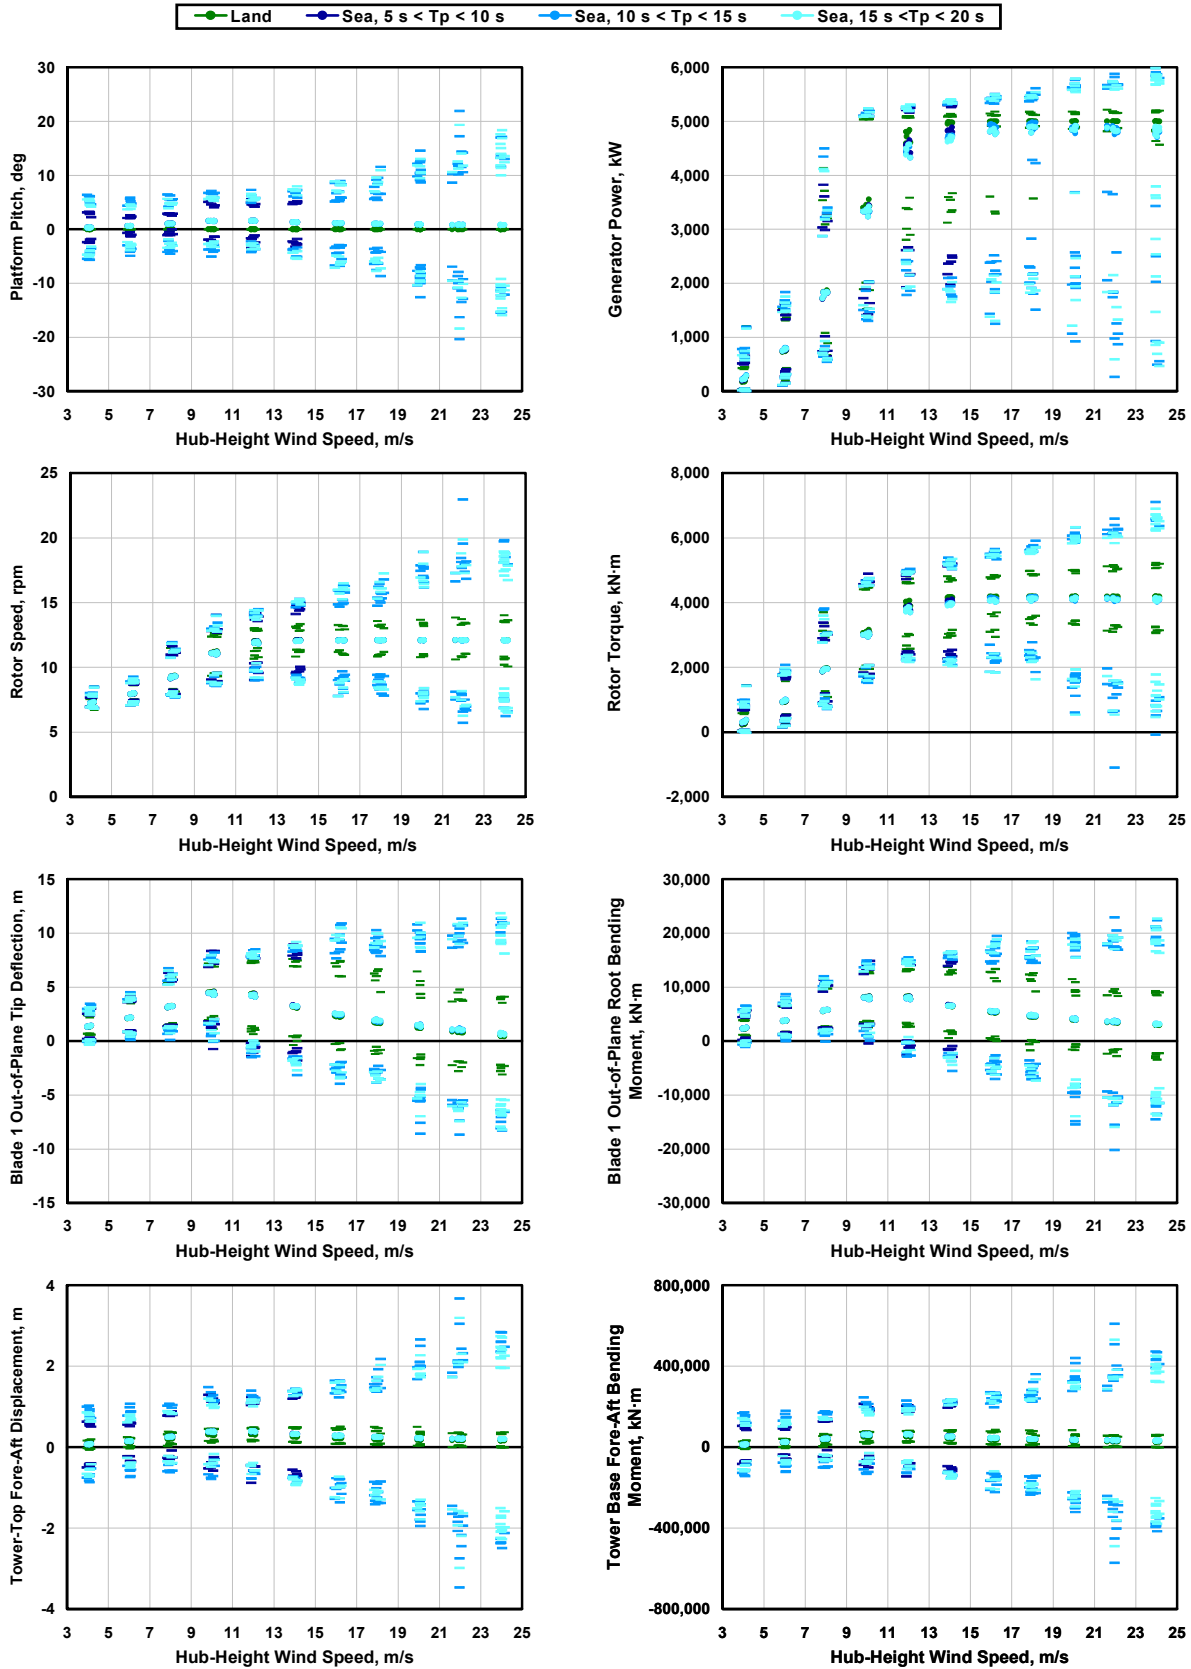 Land Sea, 5 s < Tp < 10 s Sea, 10 s < Tp < 15 s Sea, 15 s <Tp < 20 s
Platform Pitch, deg
30
20
10
0
-10
-20
-30
3 5 7 9 11 13 15 17 19 21 23 25
Hub-Height Wind Speed, m/s
Generator Power, kW
6,000
5,000
4,000
3,000
2,000
1,000
0
3 5 7 9 11 13 15 17 19 21 23 25
Hub-Height Wind Speed, m/s
Rotor Speed, rpm
25
20
15
10
5
0
3 5 7 9 11 13 15 17 19 21 23 25
Hub-Height Wind Speed, m/s
Rotor Torque, kN·m
8,000
6,000
4,000
2,000
0
-2,000
3 5 7 9 11 13 15 17 19 21 23 25
Hub-Height Wind Speed, m/s
Blade 1 Out-of-Plane Tip Deflection, m
15
10
5
0
-5
-10
-15
3 5 7 9 11 13 15 17 19 21 23 25
Hub-Height Wind Speed, m/s
Blade 1 Out-of-Plane Root Bending
Moment, kN·m
30,000
20,000
10,000
0
-10,000
-20,000
-30,000
3 5 7 9 11 13 15 17 19 21 23 25
Hub-Height Wind Speed, m/s
Tower-Top Fore-Aft Displacement, m
4
2
0
-2
-4
3 5 7 9 11 13 15 17 19 21 23 25
Hub-Height Wind Speed, m/s
Tower Base Fore-Aft Bending
Moment, kN·m
800,000
400,000
0
-400,000
-800,000
3 5 7 9 11 13 15 17 19 21 23 25
Hub-Height Wind Speed, m/s